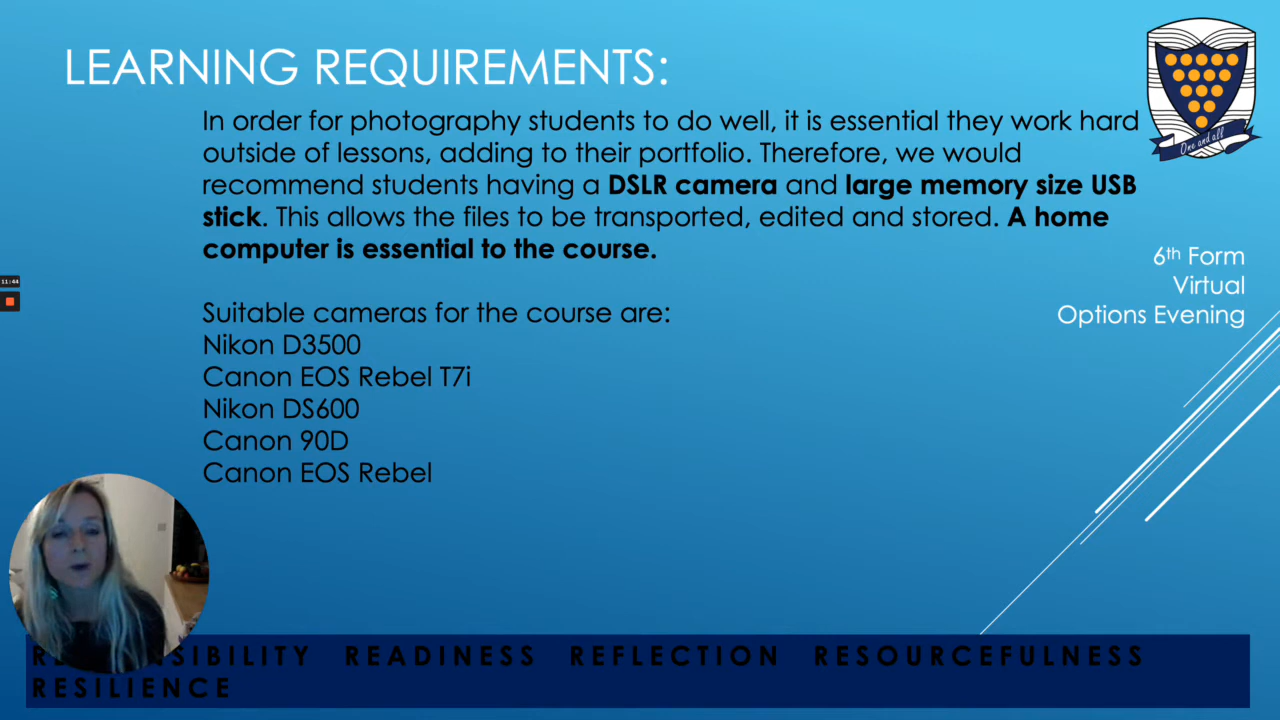 LEARNING REQUIREMENTS:
In order for photography students to do well, it is essential they work hard
outside of lessons, adding to their portfolio. Therefore, we would
recommend students having a DSLR camera and large memory size USB
stick. This allows the files to be transported, edited and stored. A home
computer is essential to the course.
Suitable cameras for the course are:
Nikon D3500
Canon EOS Rebel T7i
Nikon DS600
Canon 90D
Canon EOS Rebel
One and all
6th Form
Virtual
Options Evening
11:44
READINESS REFLECTION RESOURCEFULNESS
RESILIENCE